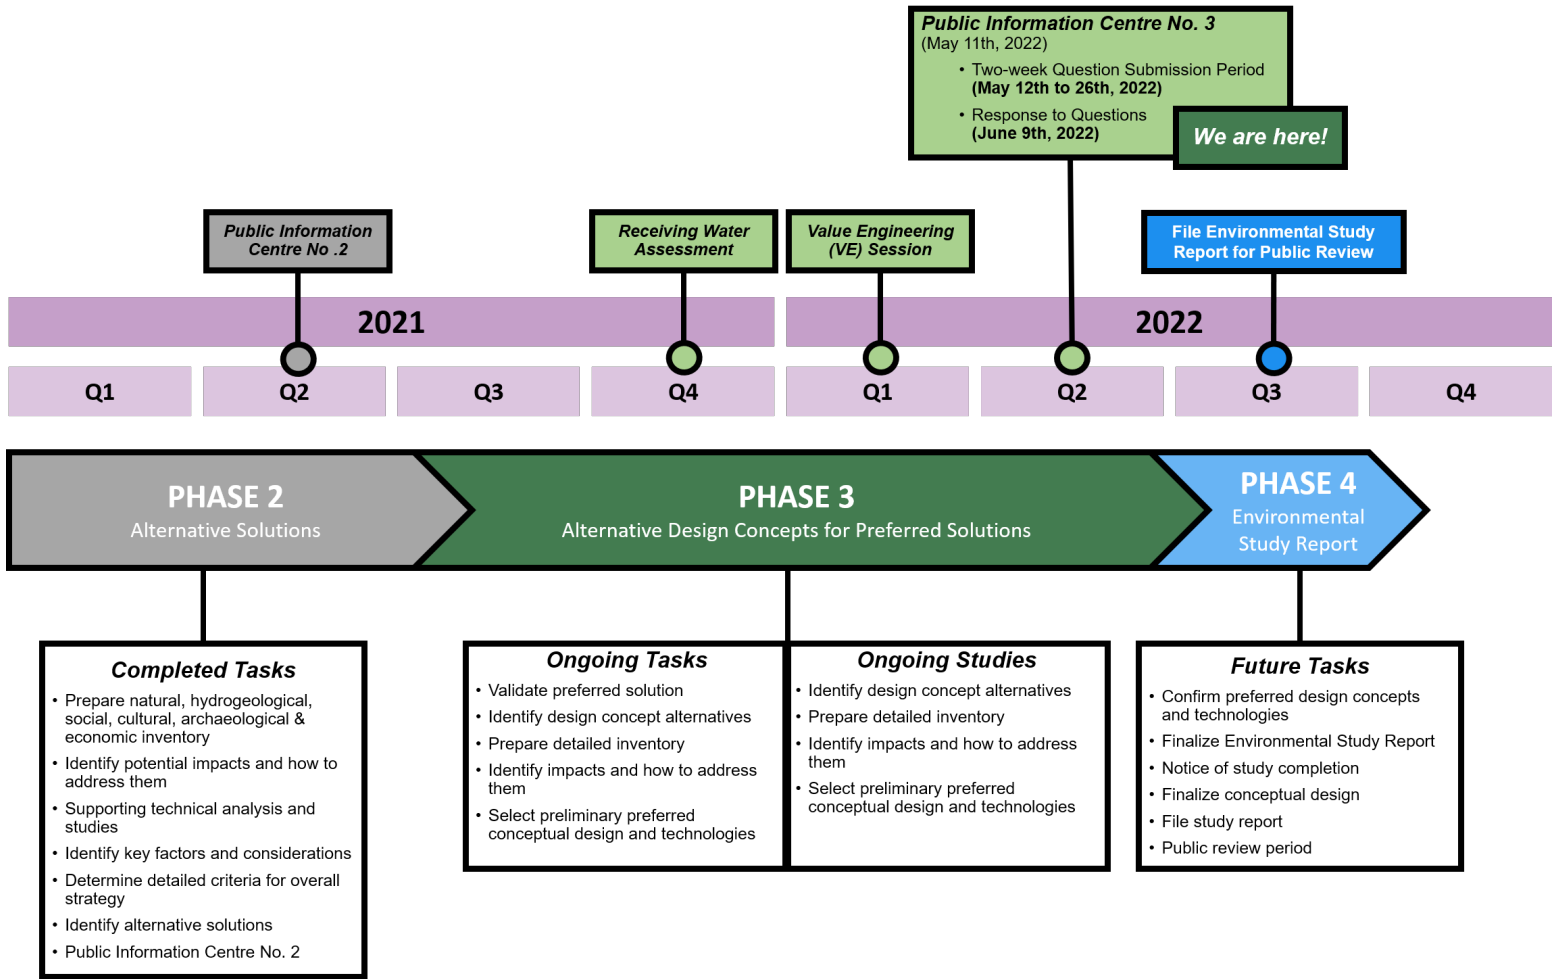 Public Information Centre No. 3
(May 11th, 2022)
• Two-week Question Submission Period
(May 12th to 26th, 2022)
• Response to Questions
(June 9th, 2022)
We are here!
Public Information
Centre No .2
Receiving Water
Assessment
Value Engineering
(VE) Session
File Environmental Study
Report for Public Review
2021
2022
Q1
Q2
Q3
Q4
Q1
Q2
Q3
Q4
PHASE 2
Alternative Solutions
PHASE 3
Alternative Design Concepts for Preferred Solutions
PHASE 4
Environmental
Study Report
Completed Tasks
• Prepare natural, hydrogeological,
social, cultural, archaeological &
economic inventory
• Identify potential impacts and how to
address them
• Supporting technical analysis and
studies
• Identify key factors and considerations
• Determine detailed criteria for overall
strategy
• Identify alternative solutions
• Public Information Centre No. 2
Ongoing Tasks
• Validate preferred solution
• Identify design concept alternatives
• Prepare detailed inventory
• Identify impacts and how to address
them
• Select preliminary preferred
conceptual design and technologies
Ongoing Studies
• Identify design concept alternatives
• Prepare detailed inventory
• Identify impacts and how to address
them
• Select preliminary preferred
conceptual design and technologies
Future Tasks
• Confirm preferred design concepts
and technologies
• Finalize Environmental Study Report
• Notice of study completion
• Finalize conceptual design
• File study report
• Public review period